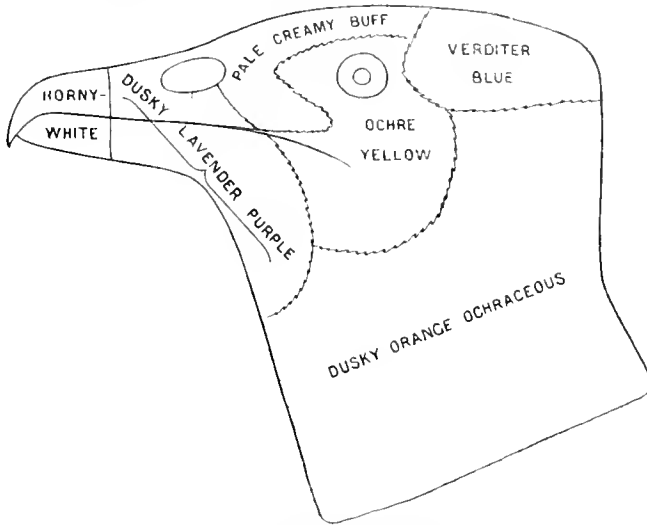 PALE CREAMY BUFF
VERDITER
BLUE
HORNY-
WHITE
DUSKY LAVENDER PURPLE
OCHRE
YELLOW
DUSKY ORANGE OCHRACEOUS